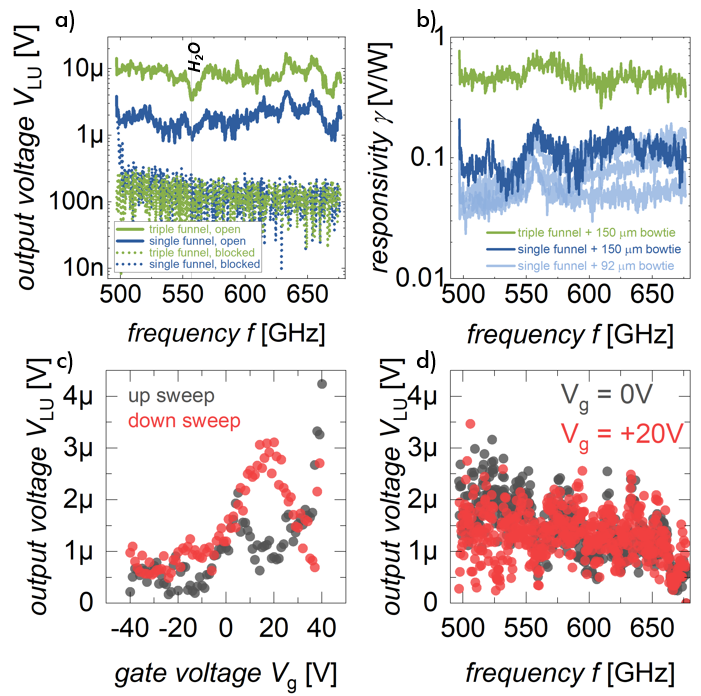 a)
output voltage V_LU [V]
10µ
1µ
100n
10n
H₂O
triple funnel, open
single funnel, open
triple funnel, blocked
single funnel, blocked
500 550 600 650
frequency f [GHz]
b)
responsivity γ [V/W]
1
0.1
0.01
triple funnel + 150 µm bowtie
single funnel + 150 µm bowtie
single funnel + 92 µm bowtie
500 550 600 650
frequency f [GHz]
c)
output voltage V_LU [V]
4µ
3µ
2µ
1µ
0
up sweep
down sweep
-40 -20 0 20 40
gate voltage V_g [V]
d)
output voltage V_LU [V]
4µ
3µ
2µ
1µ
0
V_g = 0V
V_g = +20V
500 550 600 650
frequency f [GHz]